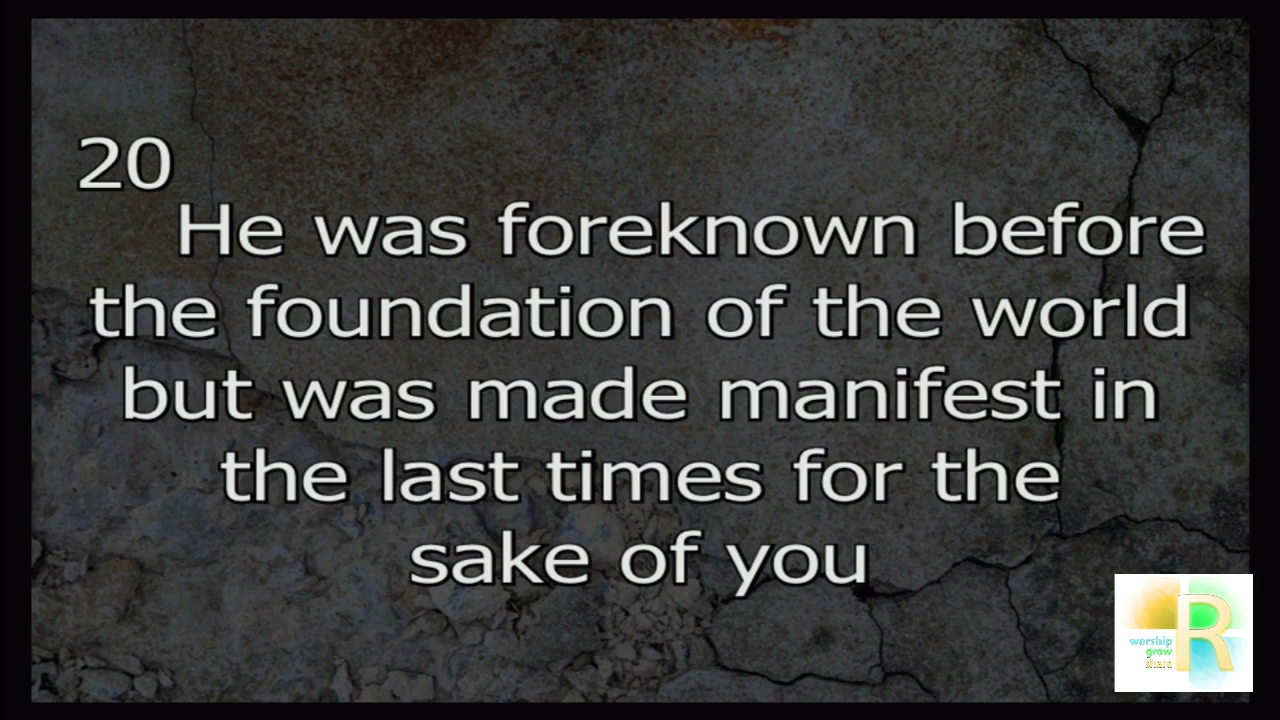 20
He was foreknown before
the foundation of the world
but was made manifest in
the last times for the
sake of you
worship
grow
share
R